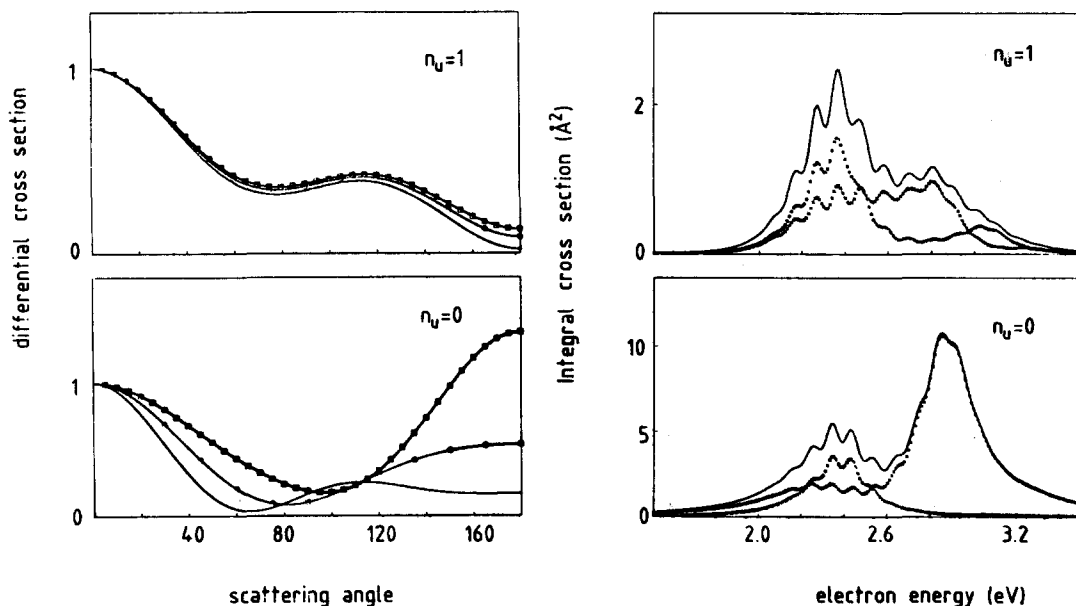 differential cross section
1
0
n_u=1
1
0
n_u=0
40
80
120
160
scattering angle
Integral cross section (Å²)
2
0
n_u=1
10
5
0
n_u=0
2.0
2.6
3.2
electron energy (eV)